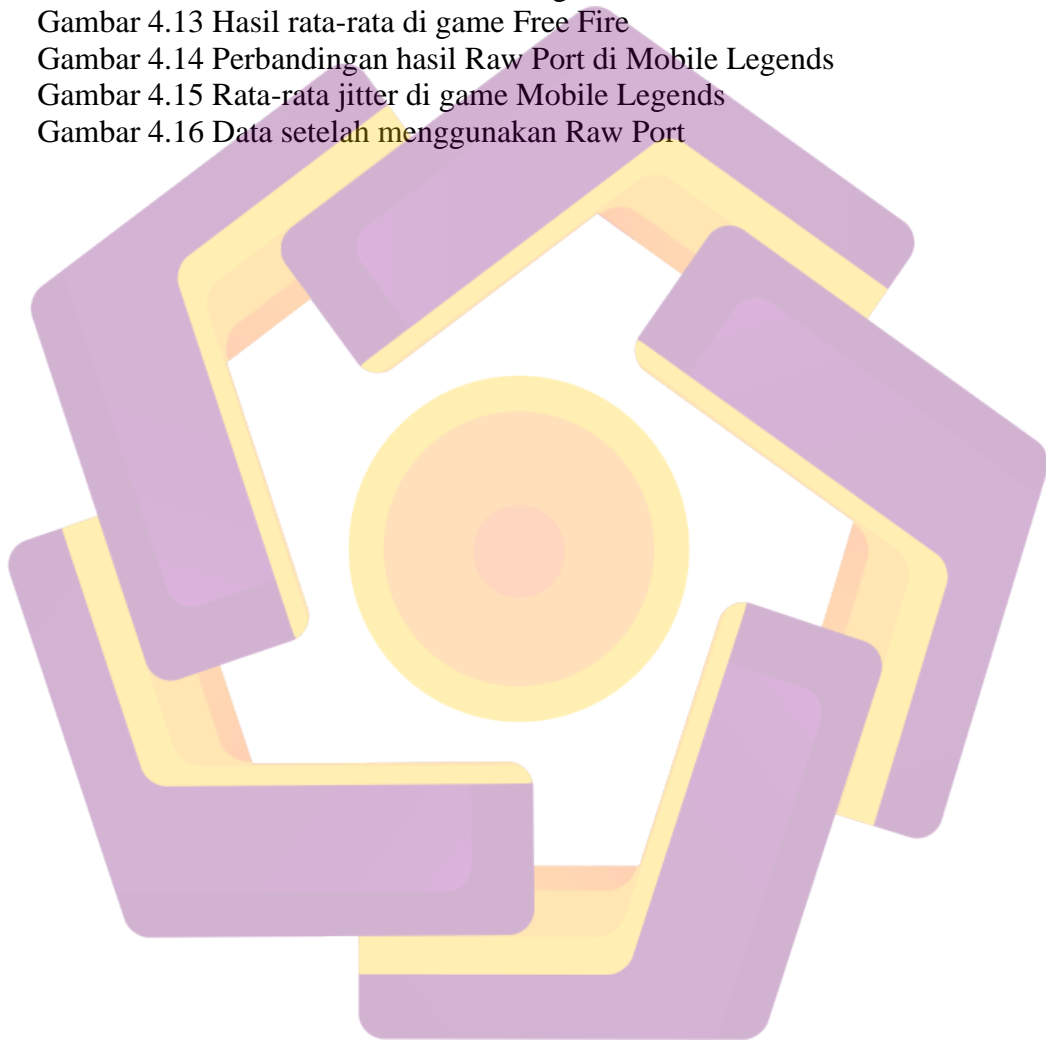 Gambar 4.13 Hasil rata-rata di game Free Fire
Gambar 4.14 Perbandingan hasil Raw Port di Mobile Legends
Gambar 4.15 Rata-rata jitter di game Mobile Legends
Gambar 4.16 Data setelah menggunakan Raw Port